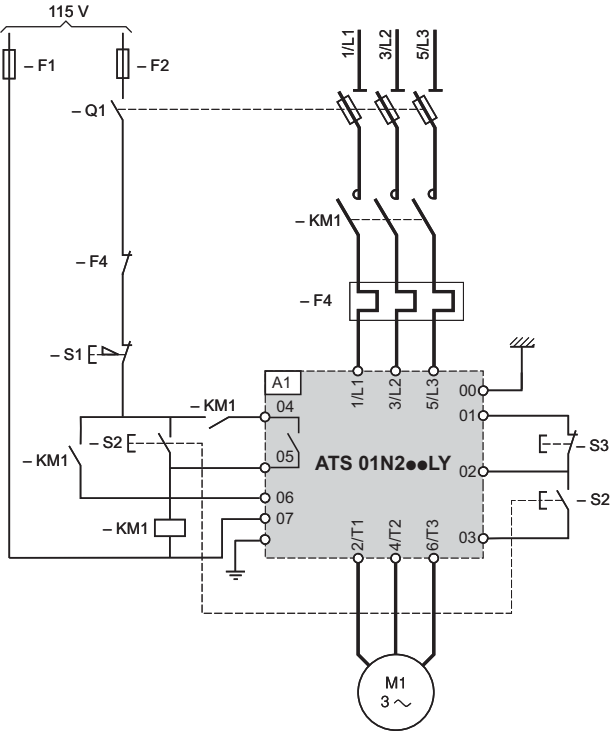 115 V
– F1
– F2
1/L1
3/L2
5/L3
– Q1
– KM1
– F4
– F4
– S1
A1
1/L1
3/L2
5/L3
00
– KM1
04
01
– S2
– S3
– KM1
05
ATS 01N2●●LY
02
06
– S2
07
– KM1
2/T1
4/T2
6/T3
03
M1
3 ~